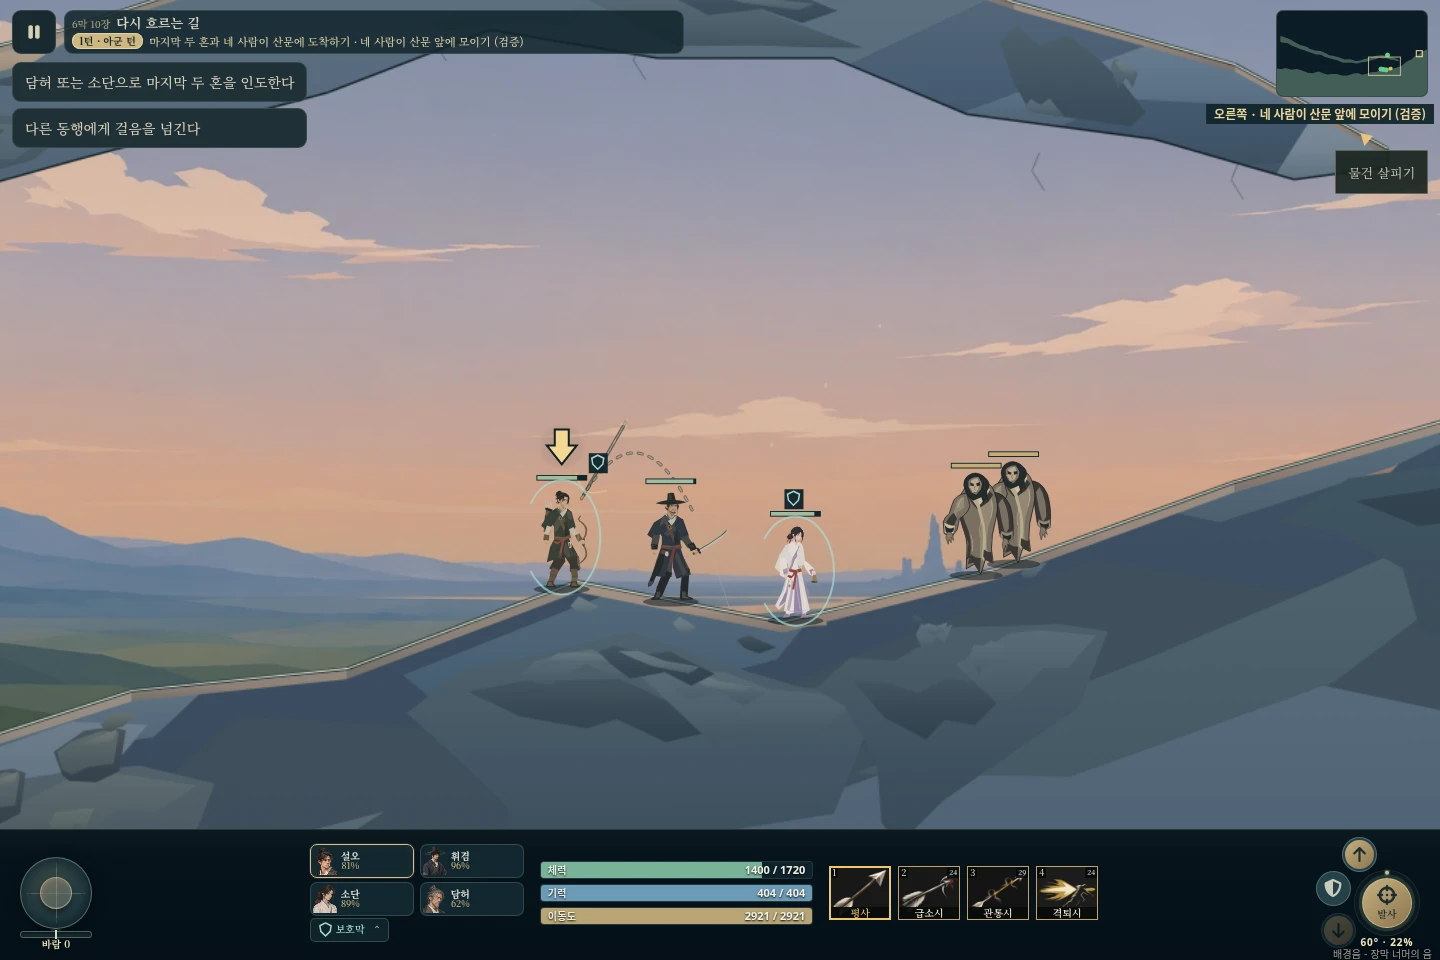 6막 10장 다시 흐르는 길
1턴 · 아군 턴 마지막 두 혼과 네 사람이 산문에 도착하기 · 네 사람이 산문 앞에 모이기 (검증)
담허 또는 소단으로 마지막 두 혼을 인도한다
다른 동행에게 걸음을 넘긴다
오른쪽 · 네 사람이 산문 앞에 모이기 (검증)
물건 살피기
설오
81%
휘겸
96%
소단
89%
담허
62%
보호막
체력 1400 / 1720
기력 404 / 404
이동도 2921 / 2921
1
평사
2 24
급소시
3 29
관통시
4 24
격퇴시
바람 0
발사
60° · 22%
배경음 - 장막 너머의 음